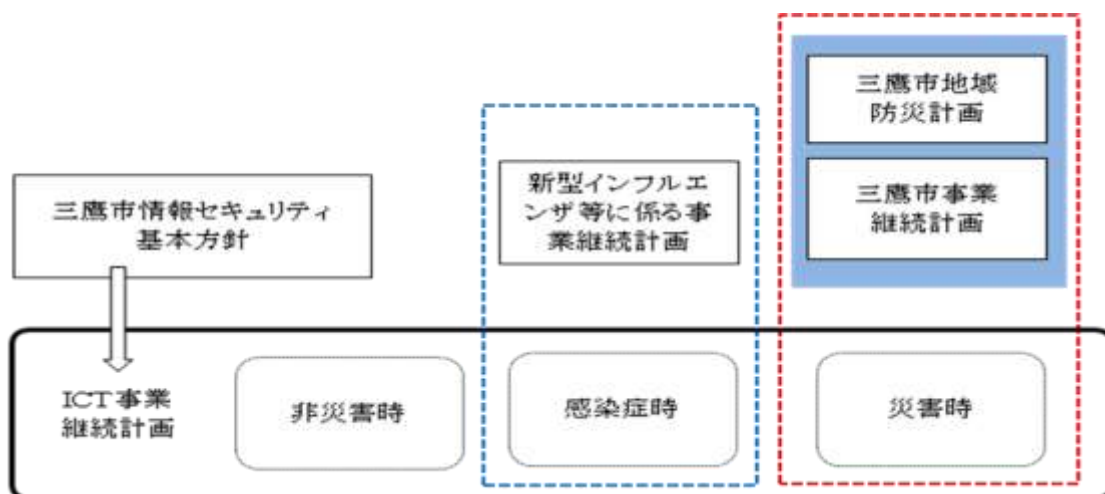 三鷹市地域
防災計画
三鷹市事業
継続計画
新型インフルエ
ンザ等に係る事
業継続計画
三鷹市情報セキュリティ
基本方針
ICT事業
継続計画
非災害時
感染症時
災害時